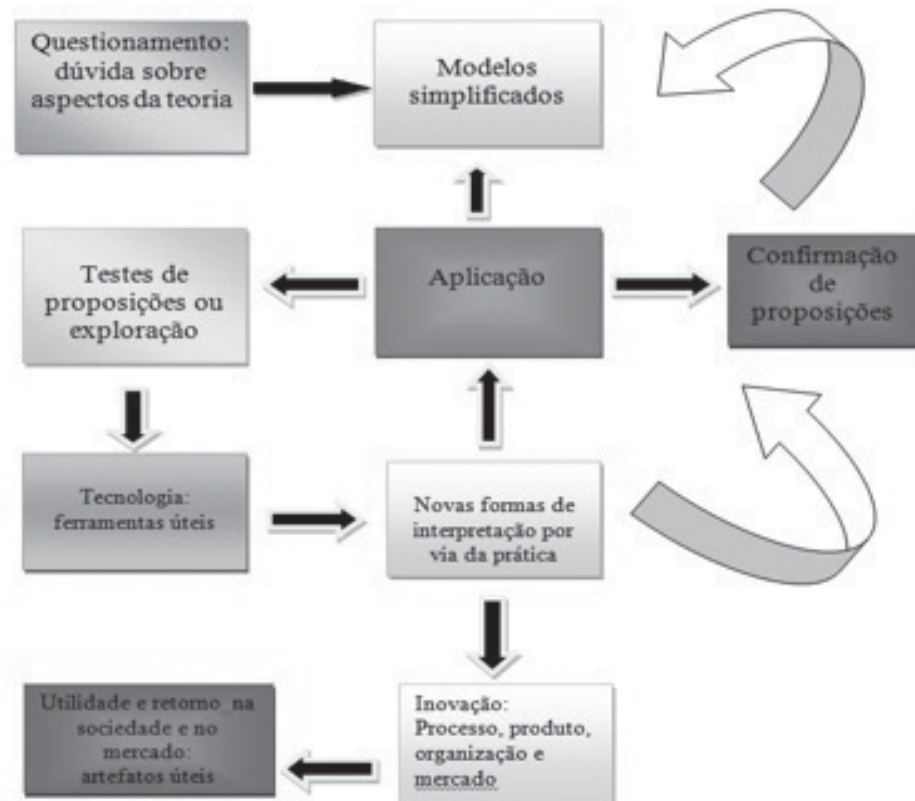 Questionamento:
dúvida sobre
aspectos da teoria
Modelos
simplificados
Testes de
proposições ou
exploração
Aplicação
Confirmação
de
proposições
Tecnologia:
ferramentas úteis
Novas formas de
interpretação por
via da prática
Utilidade e retorno na
sociedade e no
mercado:
artefatos úteis
Inovação:
Processo, produto,
organização e
mercado